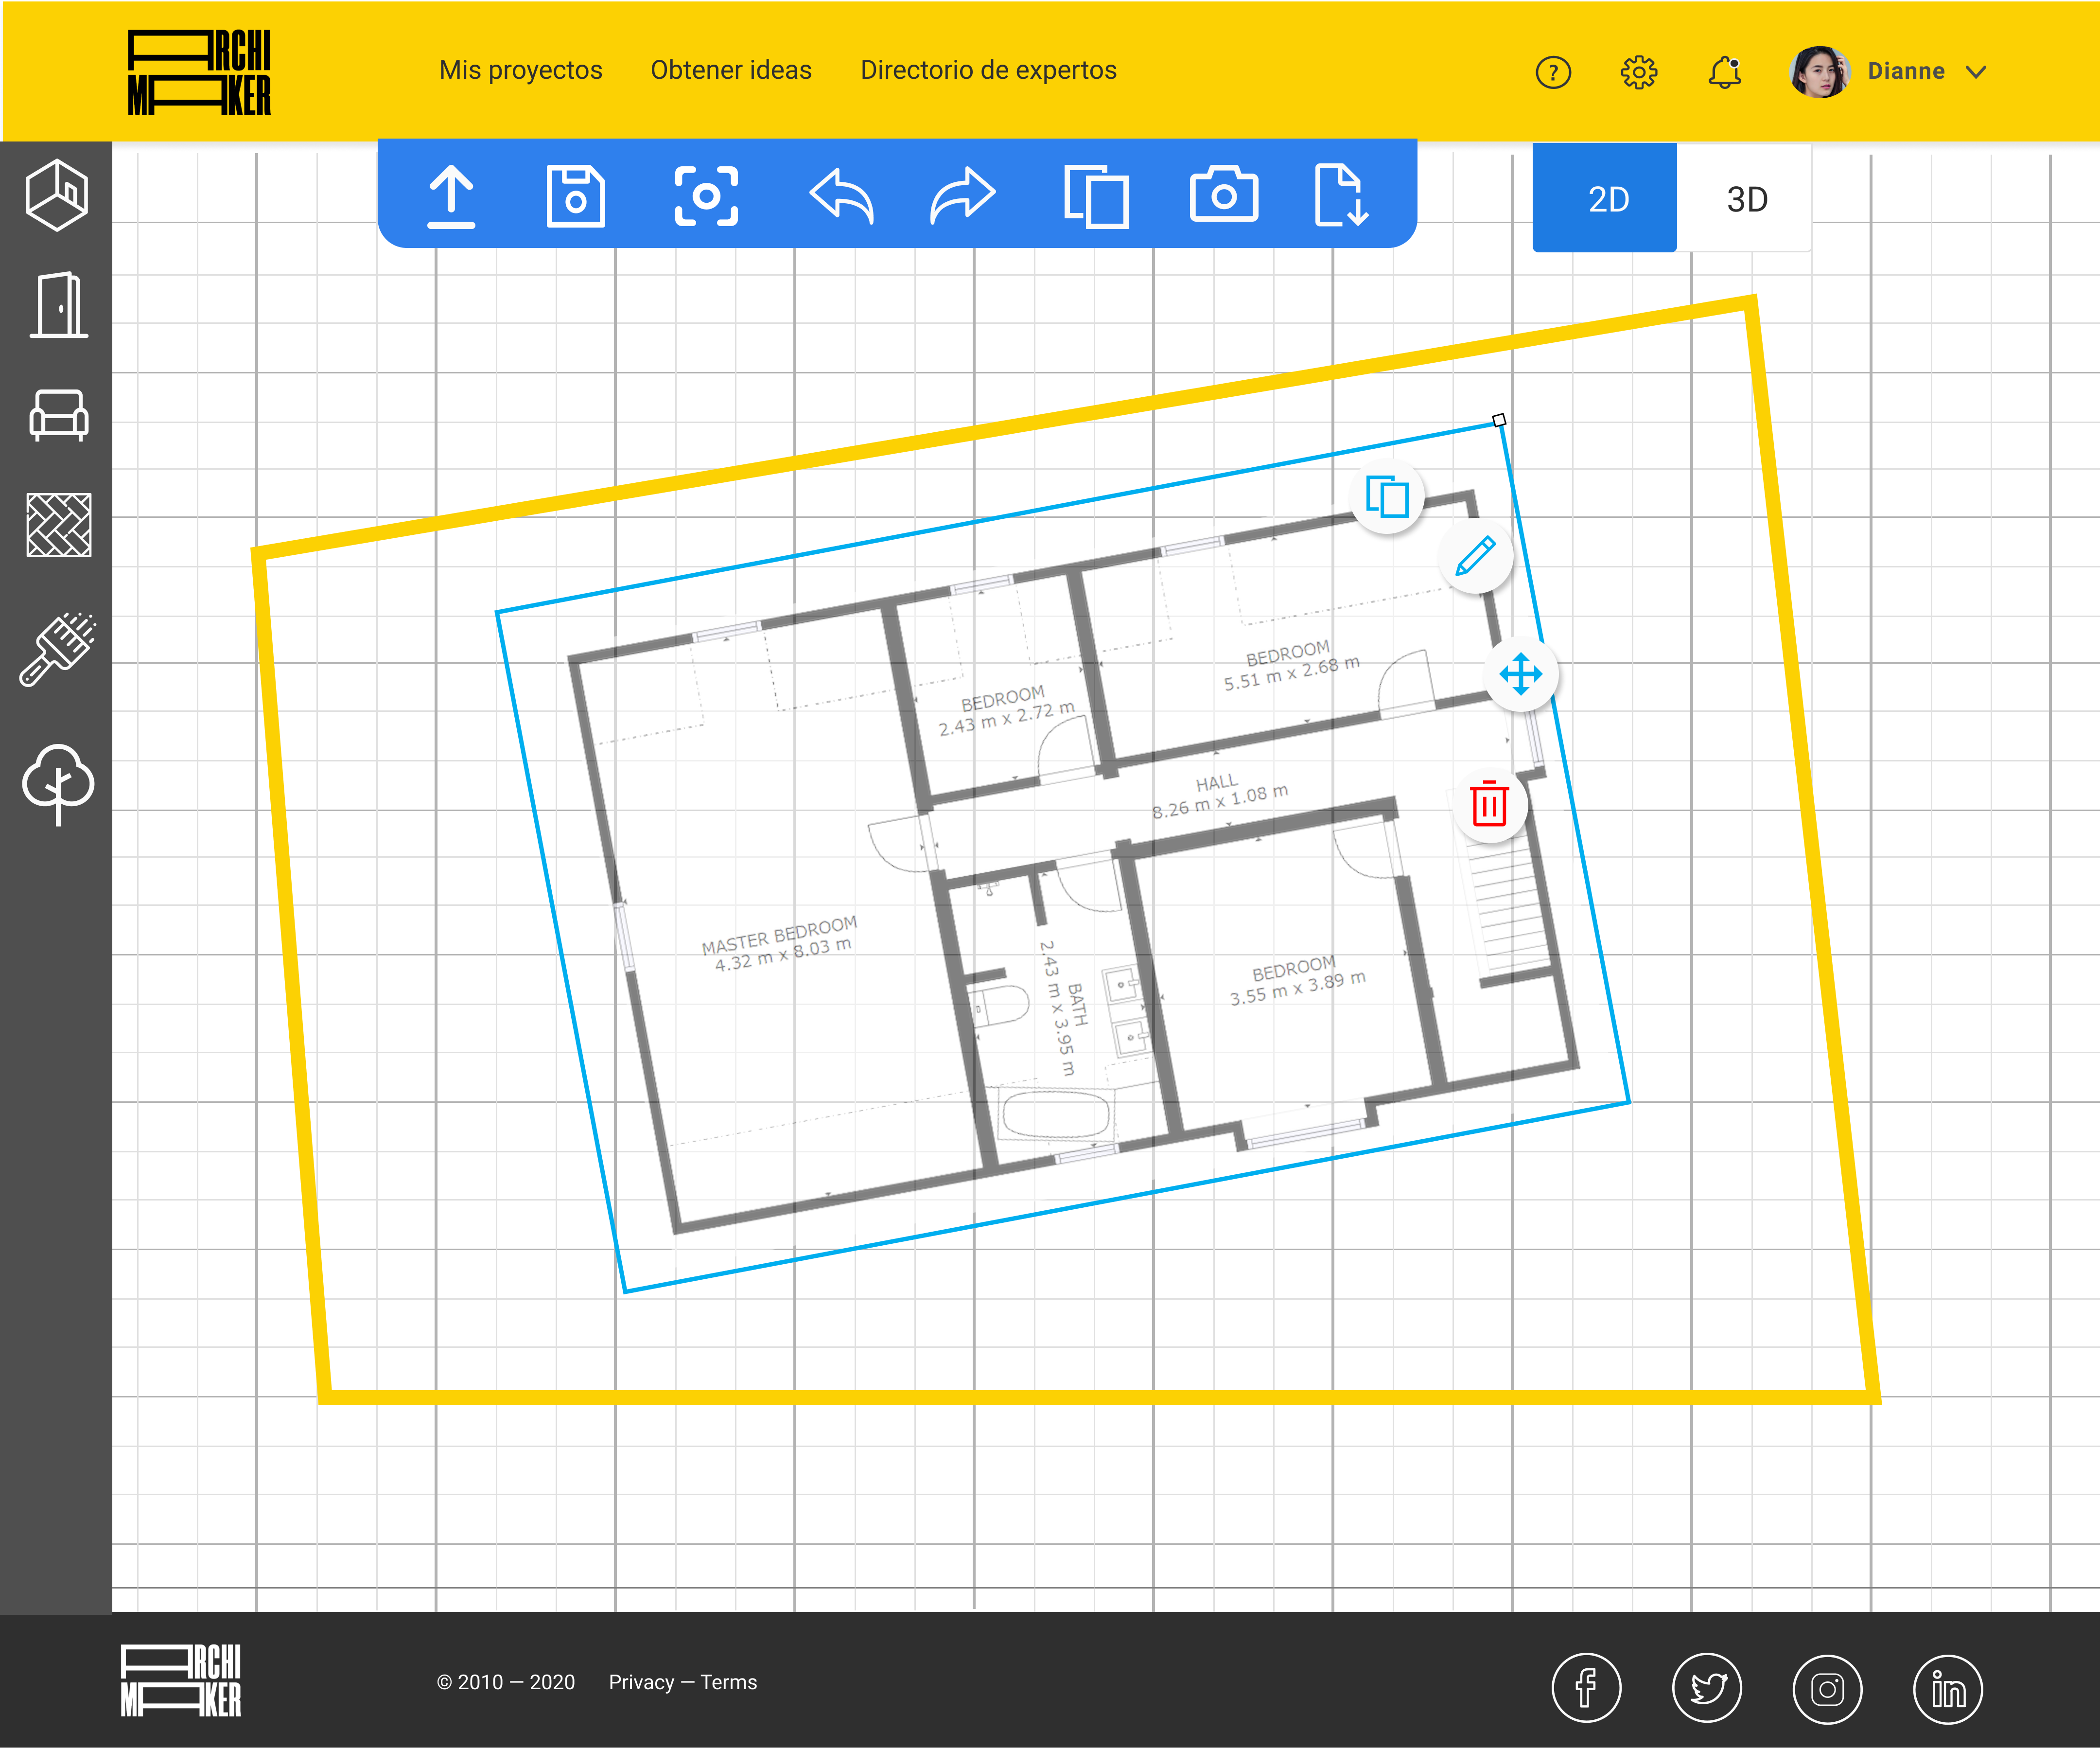 ARCHI
MAKER
Mis proyectos
Obtener ideas
Directorio de expertos
?
Dianne
2D
3D
BEDROOM
5.51 m x 2.68 m
BEDROOM
2.43 m x 2.72 m
HALL
8.26 m x 1.08 m
MASTER BEDROOM
4.32 m x 8.03 m
BATH
2.43 m x 3.95 m
BEDROOM
3.55 m x 3.89 m
ARCHI
MAKER
© 2010 — 2020
Privacy — Terms
f
in